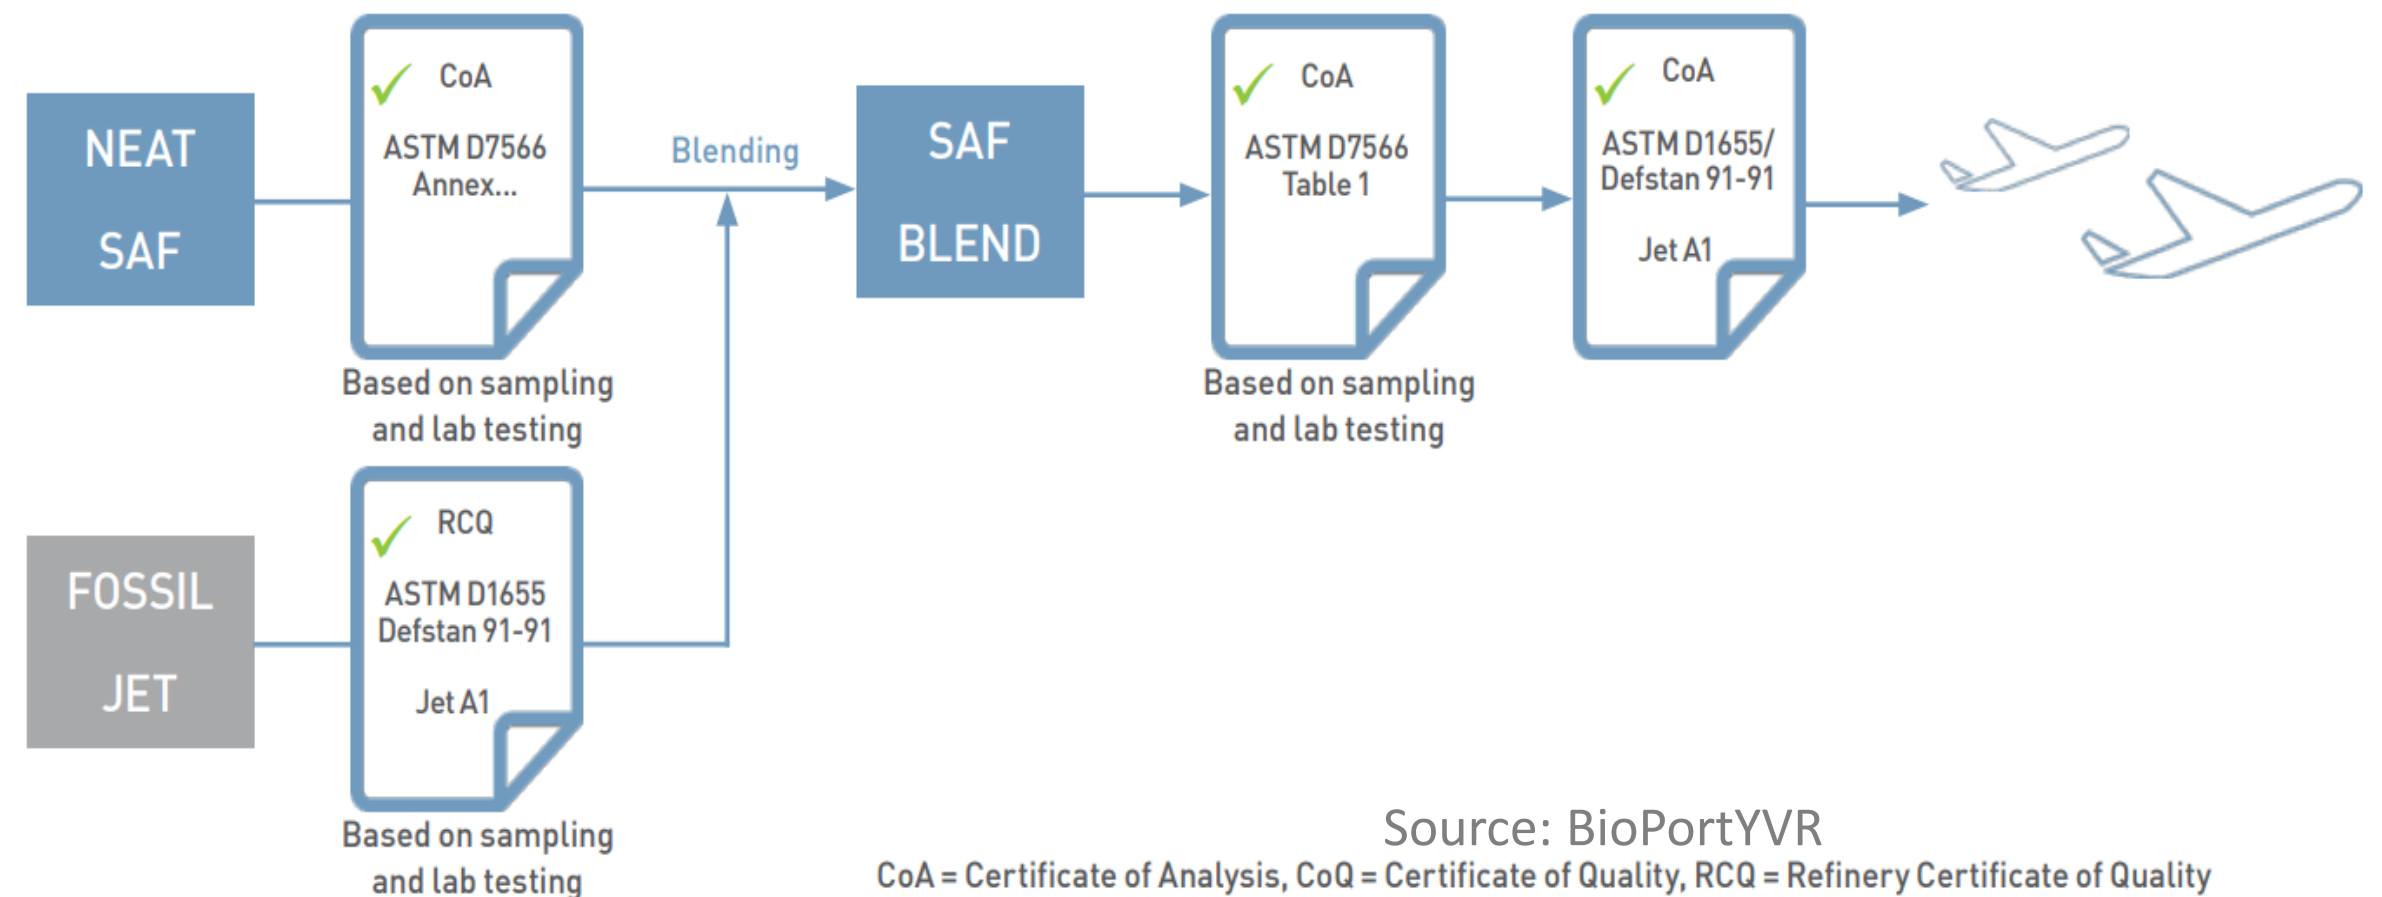 NEAT
SAF
CoA
ASTM D7566
Annex...
Based on sampling
and lab testing
Blending
SAF
BLEND
CoA
ASTM D7566
Table 1
Based on sampling
and lab testing
CoA
ASTM D1655/
Defstan 91-91
Jet A1
FOSSIL
JET
RCQ
ASTM D1655
Defstan 91-91
Jet A1
Based on sampling
and lab testing
Source: BioPortYVR
CoA = Certificate of Analysis, CoQ = Certificate of Quality, RCQ = Refinery Certificate of Quality